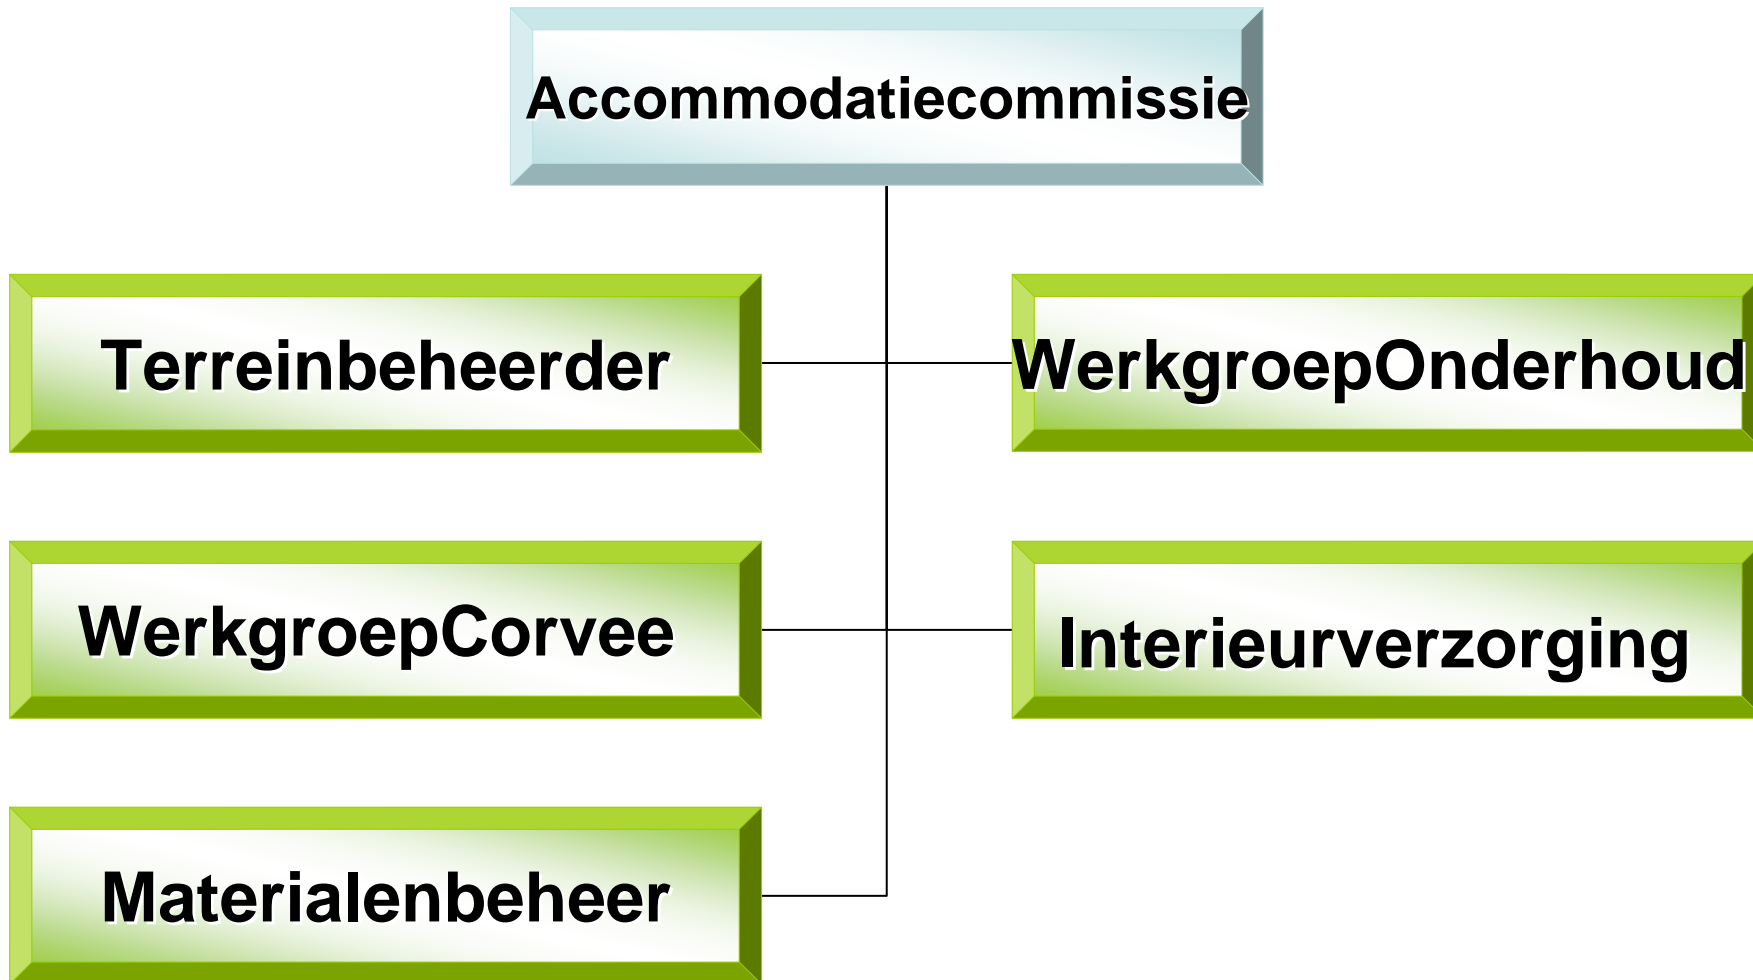 Accommodatiecommissie
Terreinbeheerder
WerkgroepOnderhoud
WerkgroepCorvee
Interieurverzorging
Materialenbeheer